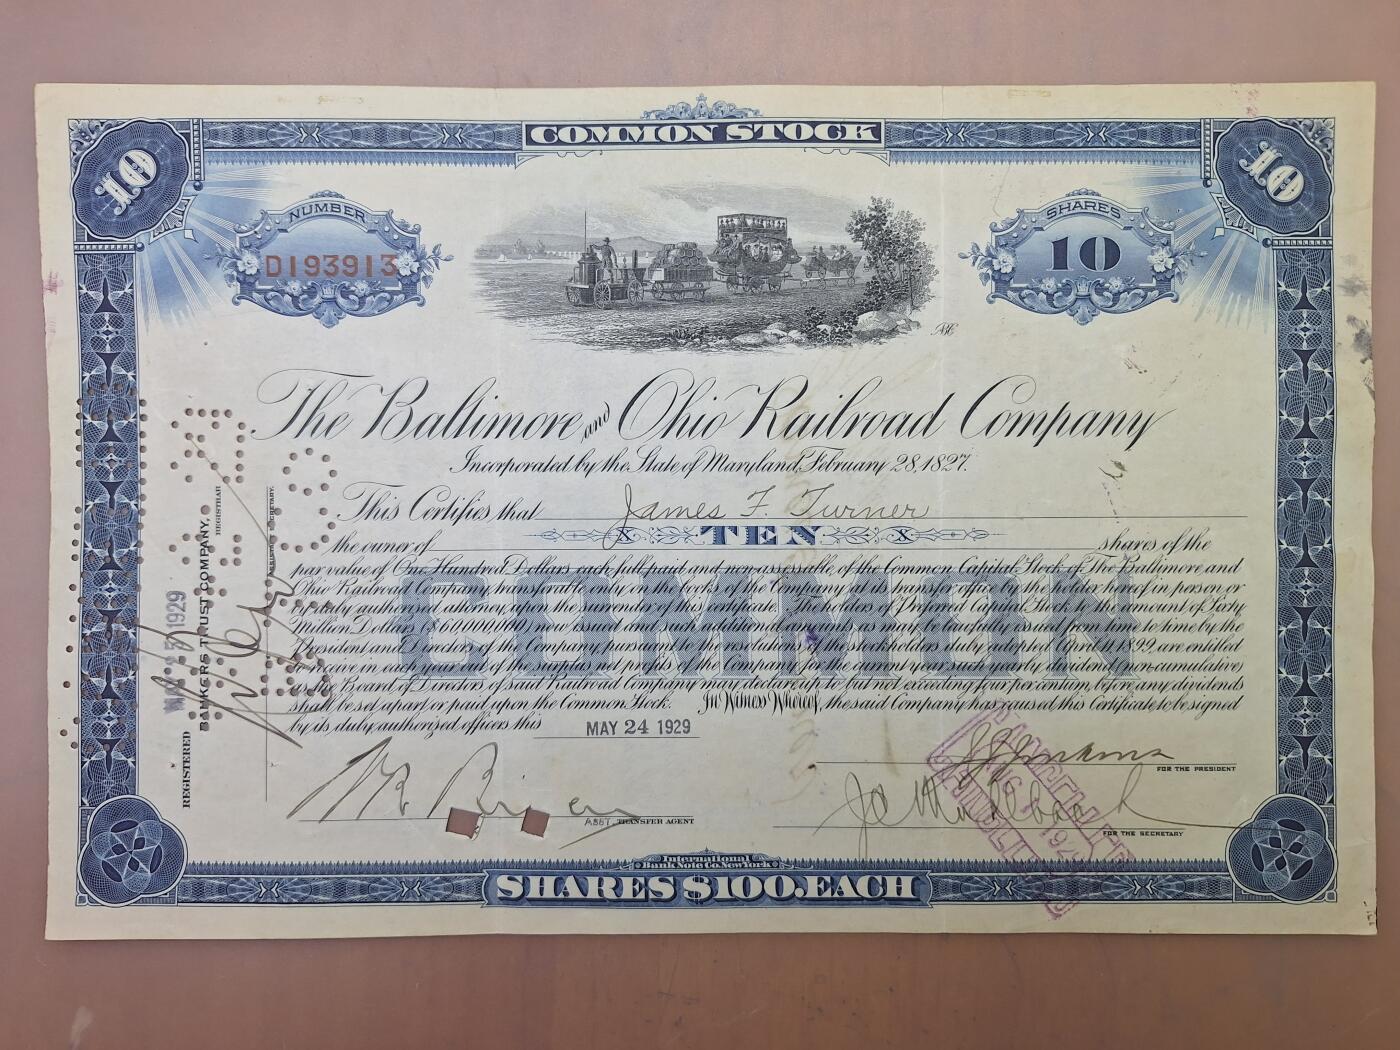 COMMON STOCK
10
10
NUMBER
D193913
SHARES
10
ABC
The Baltimore and Ohio Railroad Company
Incorporated by the State of Maryland, February 28, 1827.
This Certifies that James F. Turner
the owner of X TEN X shares of the
par value of One Hundred Dollars each full paid and non-assessable, of the Common Capital Stock of The Baltimore and
Ohio Railroad Company, transferable only on the books of the Company at its transfer office by the holder hereof in person or
by duly authorized attorney, upon the surrender of this certificate. The holders of Preferred Capital Stock to the amount of Sixty
Million Dollars ($60,000,000) now issued and such additional amounts as may be lawfully issued from time to time by the
President and Directors of the Company, pursuant to the resolution of the stockholders duly adopted April 1899, are entitled
to receive in each year out of the surplus net profits of the Company for the year such yearly dividend (non-cumulative)
as the Board of Directors of said Railroad Company may declare up to but not exceeding four per centum, before any dividends
shall be set apart or paid upon the Common Stock. In Witness Whereof, the said Company has caused this Certificate to be signed
by its duly authorized officers this MAY 24 1929
COMMON
FOR THE PRESIDENT
ASST. TRANSFER AGENT
FOR THE SECRETARY
REGISTERED MAY 25 1929
BANKERS TRUST COMPANY,
REGISTRAR
ASSISTANT SECRETARY.
CANCELLED
1929
International
Bank Note Co. New York
SHARES $100. EACH